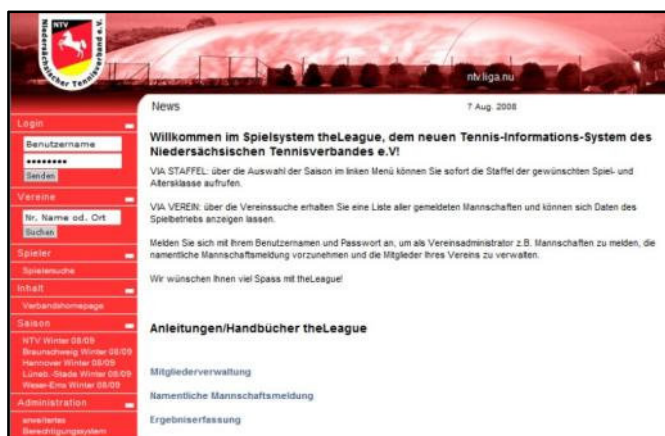 NTV
Niedersächsischer Tennisverband e.V.
ntv.liga.nu
News
7 Aug. 2008
Login
Benutzername
••••••••
Senden
Vereine
Nr, Name od. Ort
Suchen
Spieler
Spielersuche
Inhalt
Verbandshomepage
Saison
NTV Winter 08/09
Braunschweig Winter 08/09
Hannover Winter 08/09
Lüneb.-Stade Winter 08/09
Weser-Ems Winter 08/09
Administration
erweitertes
Berechtigungssystem
Willkommen im Spielsystem theLeague, dem neuen Tennis-Informations-System des
Niedersächsischen Tennisverbandes e.V!
VIA STAFFEL: über die Auswahl der Saison im linken Menü können Sie sofort die Staffel der gewünschten Spiel- und
Altersklasse aufrufen.
VIA VEREIN: über die Vereinssuche erhalten Sie eine Liste aller gemeldeten Mannschaften und können sich Daten des
Spielbetriebs anzeigen lassen.
Melden Sie sich mit Ihrem Benutzernamen und Passwort an, um als Vereinsadministrator z.B. Mannschaften zu melden, die
namentliche Mannschaftsmeldung vorzunehmen und die Mitglieder Ihres Vereins zu verwalten.
Wir wünschen Ihnen viel Spass mit theLeague!
Anleitungen/Handbücher theLeague
Mitgliederverwaltung
Namentliche Mannschaftsmeldung
Ergebniserfassung